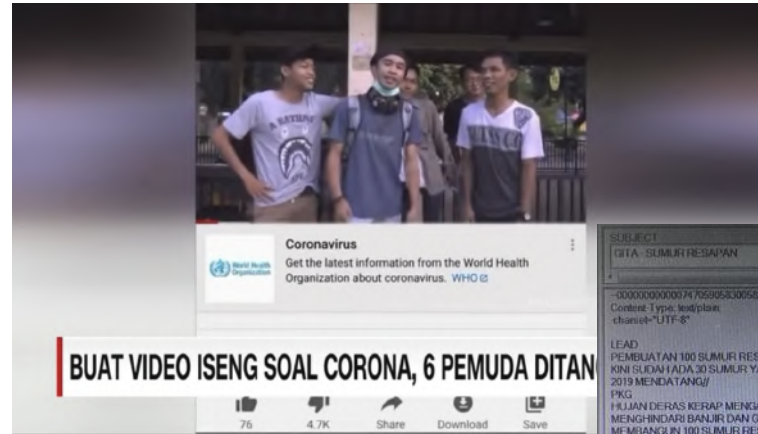 Coronavirus
Get the latest information from the World Health
Organization about coronavirus. WHO
World Health
Organization
BUAT VIDEO ISENG SOAL CORONA, 6 PEMUDA DITAN
76
4.7K
Share
Download
Save
SUBJECT
GITA - SUMUR RESAPAN
Content-Type: text/plain;
charset="UTF-8"
LEAD
PEMBUATAN 100 SUMUR RES
KINI SUDAH ADA 30 SUMUR Y
2019 MENDATANG//
PKG
HUJAN DERAS KERAP MENG
MENGHINDARI BANJIR DAN G
MEMBANGUN 100 SUMUR RE